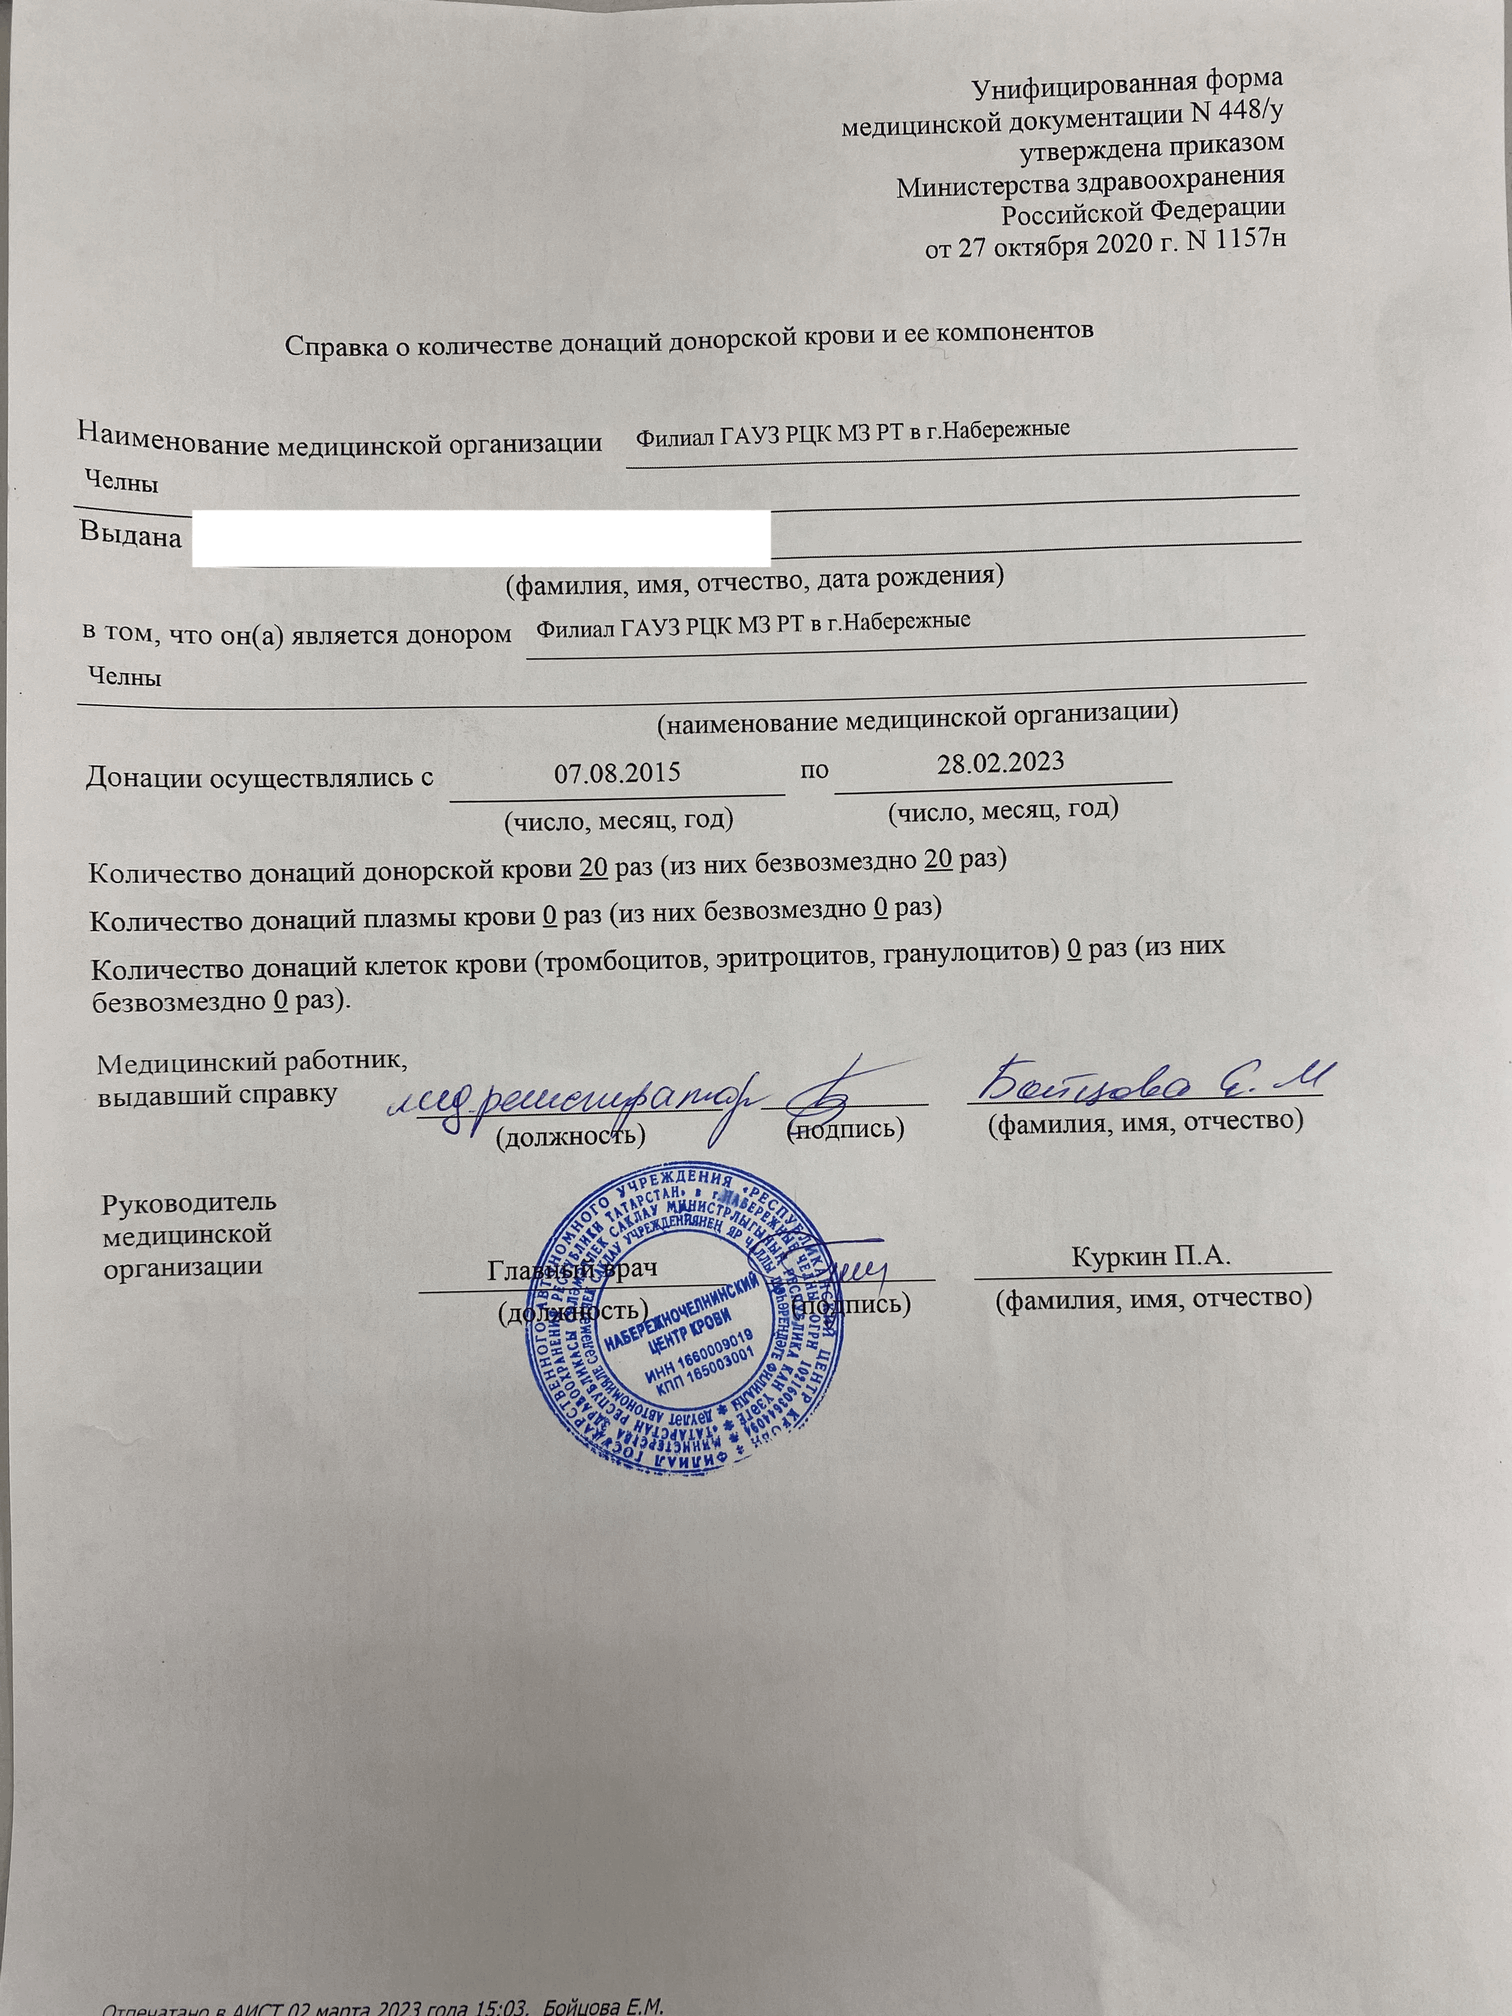 Унифицированная форма
медицинской документации N 448/у
утверждена приказом
Министерства здравоохранения
Российской Федерации
от 27 октября 2020 г. N 1157н
Справка о количестве донаций донорской крови и ее компонентов
Наименование медицинской организации Филиал ГАУЗ РЦК МЗ РТ в г.Набережные
Челны
Выдана
(фамилия, имя, отчество, дата рождения)
в том, что он(а) является донором Филиал ГАУЗ РЦК МЗ РТ в г.Набережные
Челны
(наименование медицинской организации)
Донации осуществлялись с 07.08.2015 по 28.02.2023
(число, месяц, год) (число, месяц, год)
Количество донаций донорской крови 20 раз (из них безвозмездно 20 раз)
Количество донаций плазмы крови 0 раз (из них безвозмездно 0 раз)
Количество донаций клеток крови (тромбоцитов, эритроцитов, гранулоцитов) 0 раз (из них
безвозмездно 0 раз).
Медицинский работник,
выдавший справку медрегистратор Бойцова Е. М
(должность) (подпись) (фамилия, имя, отчество)
Руководитель
медицинской
организации Главный врач Куркин П.А.
(должность) (подпись) (фамилия, имя, отчество)
ФИЛИАЛ ГОСУДАРСТВЕННОГО АВТОНОМНОГО УЧРЕЖДЕНИЯ «РЕСПУБЛИКАНСКИЙ ЦЕНТР КРОВИ
МИНИСТЕРСТВА ЗДРАВООХРАНЕНИЯ РЕСПУБЛИКИ ТАТАРСТАН» в г.НАБЕРЕЖНЫЕ ЧЕЛНЫ ОГРН 1021603644094
НАБЕРЕЖНОЧЕЛНИНСКИЙ
ЦЕНТР КРОВИ
ИНН 1660009019
КПП 165003001
Отпечатано в АИСТ 02 марта 2023 года 15:03, Бойцова Е.М.